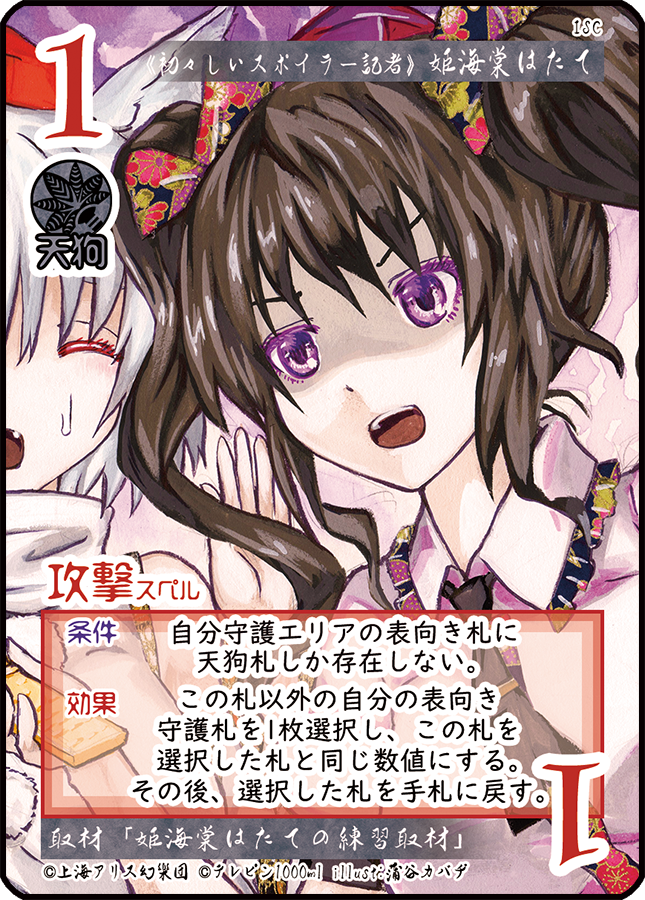 ISC
1
《初々しいスポイラー記者》姫海棠はたて
天狗
攻撃スペル
条件
自分守護エリアの表向き札に
天狗札しか存在しない。
効果
この札以外の自分の表向き
守護札を1枚選択し、この札を
選択した札と同じ数値にする。
その後、選択した札を手札に戻す。
1
取材「姫海棠はたての練習取材」
©上海アリス幻樂団 ©テレビン1000ml illust:蒲谷カバヂ